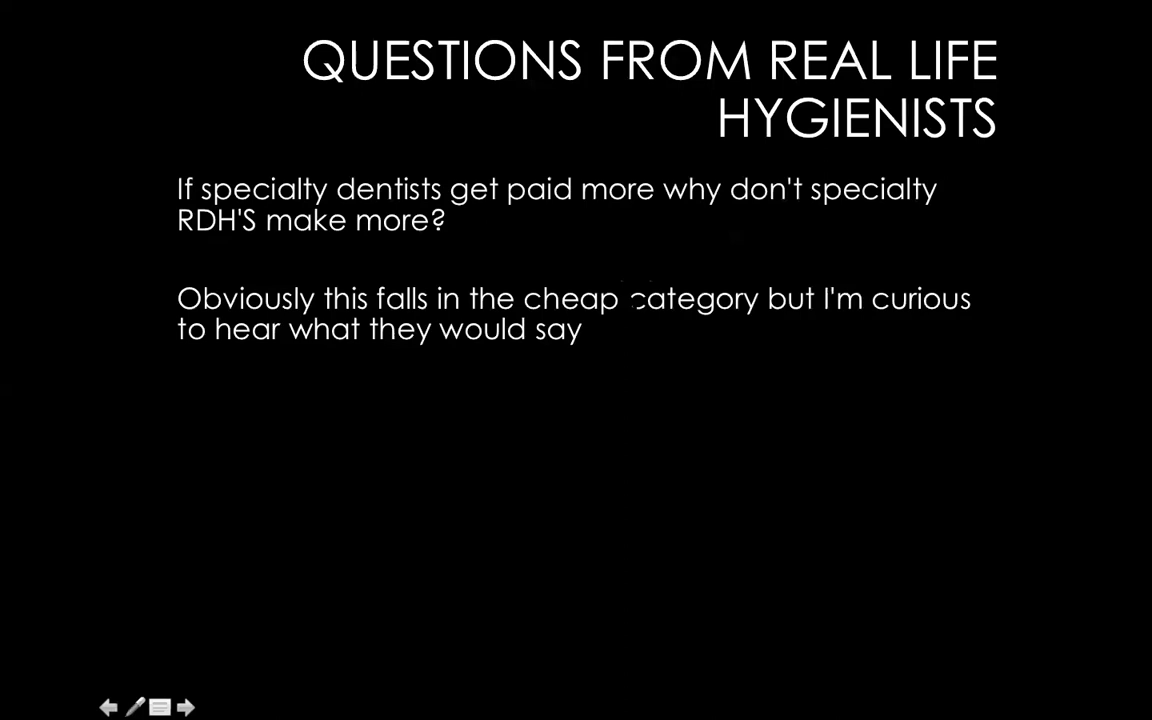 QUESTIONS FROM REAL LIFE
HYGIENISTS
If specialty dentists get paid more why don't specialty
RDH'S make more?
Obviously this falls in the cheap category but I'm curious
to hear what they would say